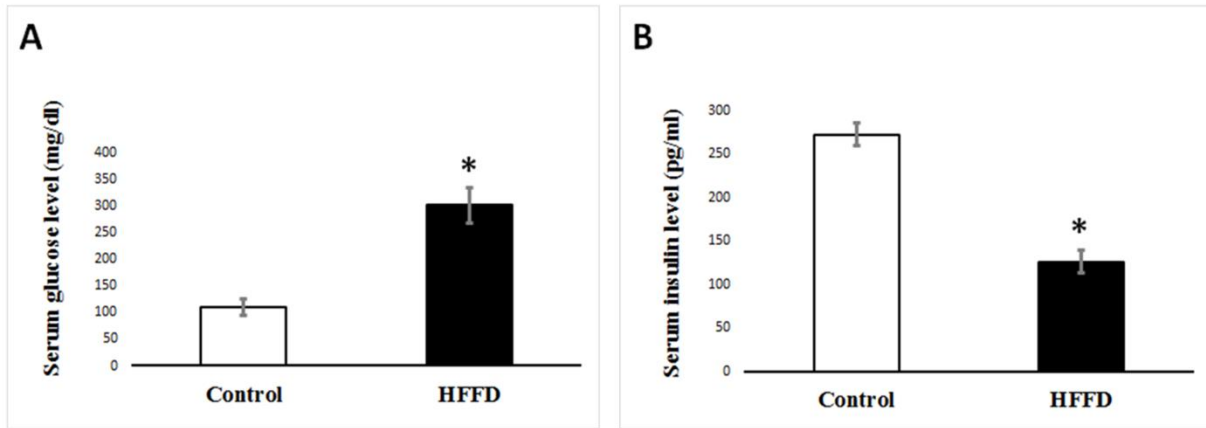 A
Serum glucose level (mg/dl)
400
350
300
250
200
150
100
50
0
*
Control
HFFD
B
Serum insulin level (pg/ml)
300
250
200
150
100
50
0
*
Control
HFFD